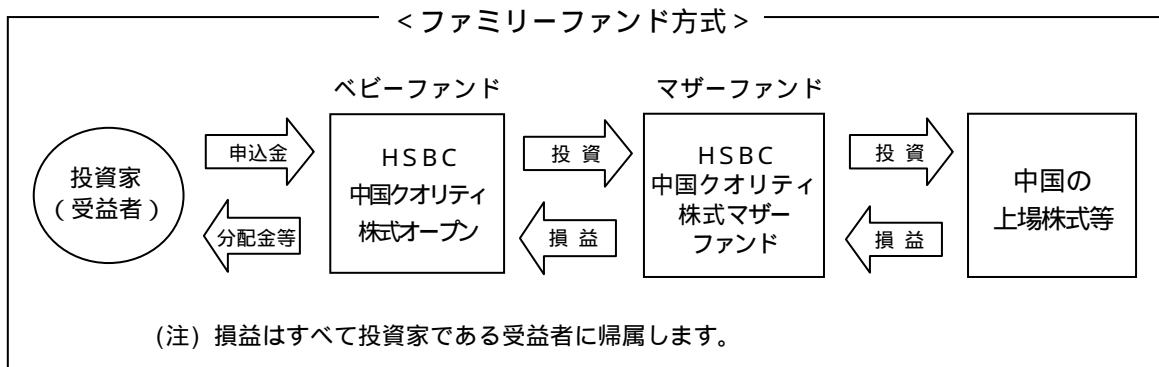 ＜ファミリーファンド方式＞
ベビーファンド
マザーファンド
投資家
（受益者）
申込金
分配金等
HSBC
中国クオリティ
株式オープン
投資
損益
HSBC
中国クオリティ
株式マザー
ファンド
投資
損益
中国の
上場株式等
(注) 損益はすべて投資家である受益者に帰属します。